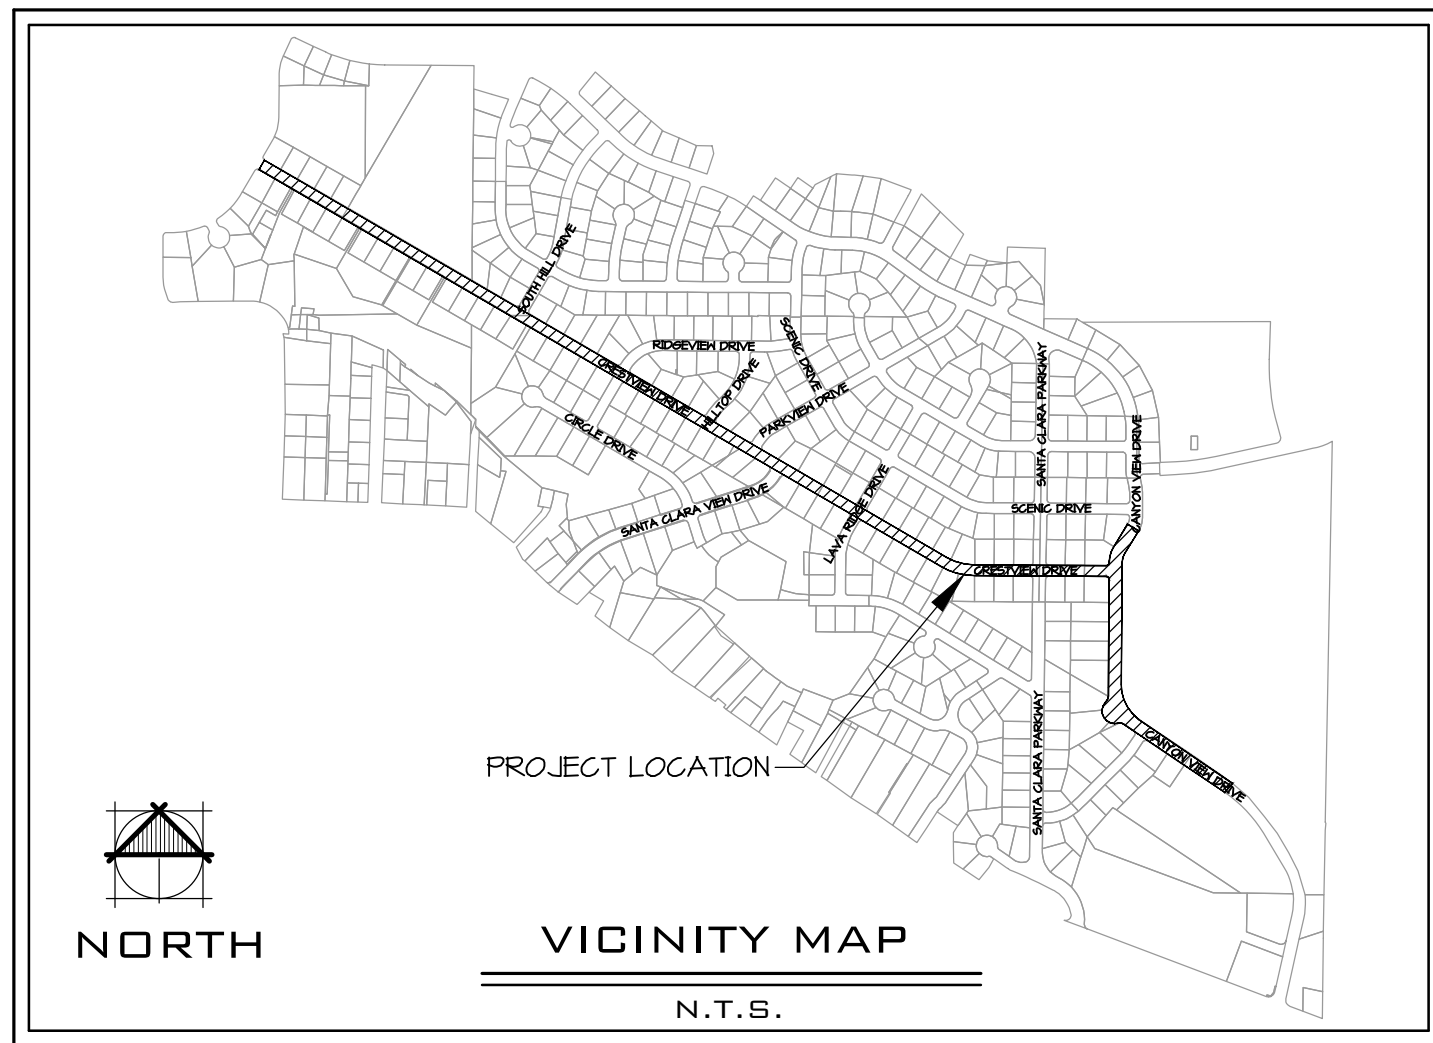 SOUTH HILL DRIVE
RIDGEVIEW DRIVE
SCENIC DRIVE
CRESTVIEW DRIVE
HILLTOP DRIVE
PARKVIEW DRIVE
CIRCLE DRIVE
SANTA CLARA PARKWAY
CANYON VIEW DRIVE
LAVA RIDGE DRIVE
SANTA CLARA VIEW DRIVE
SCENIC DRIVE
CRESTVIEW DRIVE
SANTA CLARA PARKWAY
CANYON VIEW DRIVE
PROJECT LOCATION
NORTH
VICINITY MAP
N.T.S.